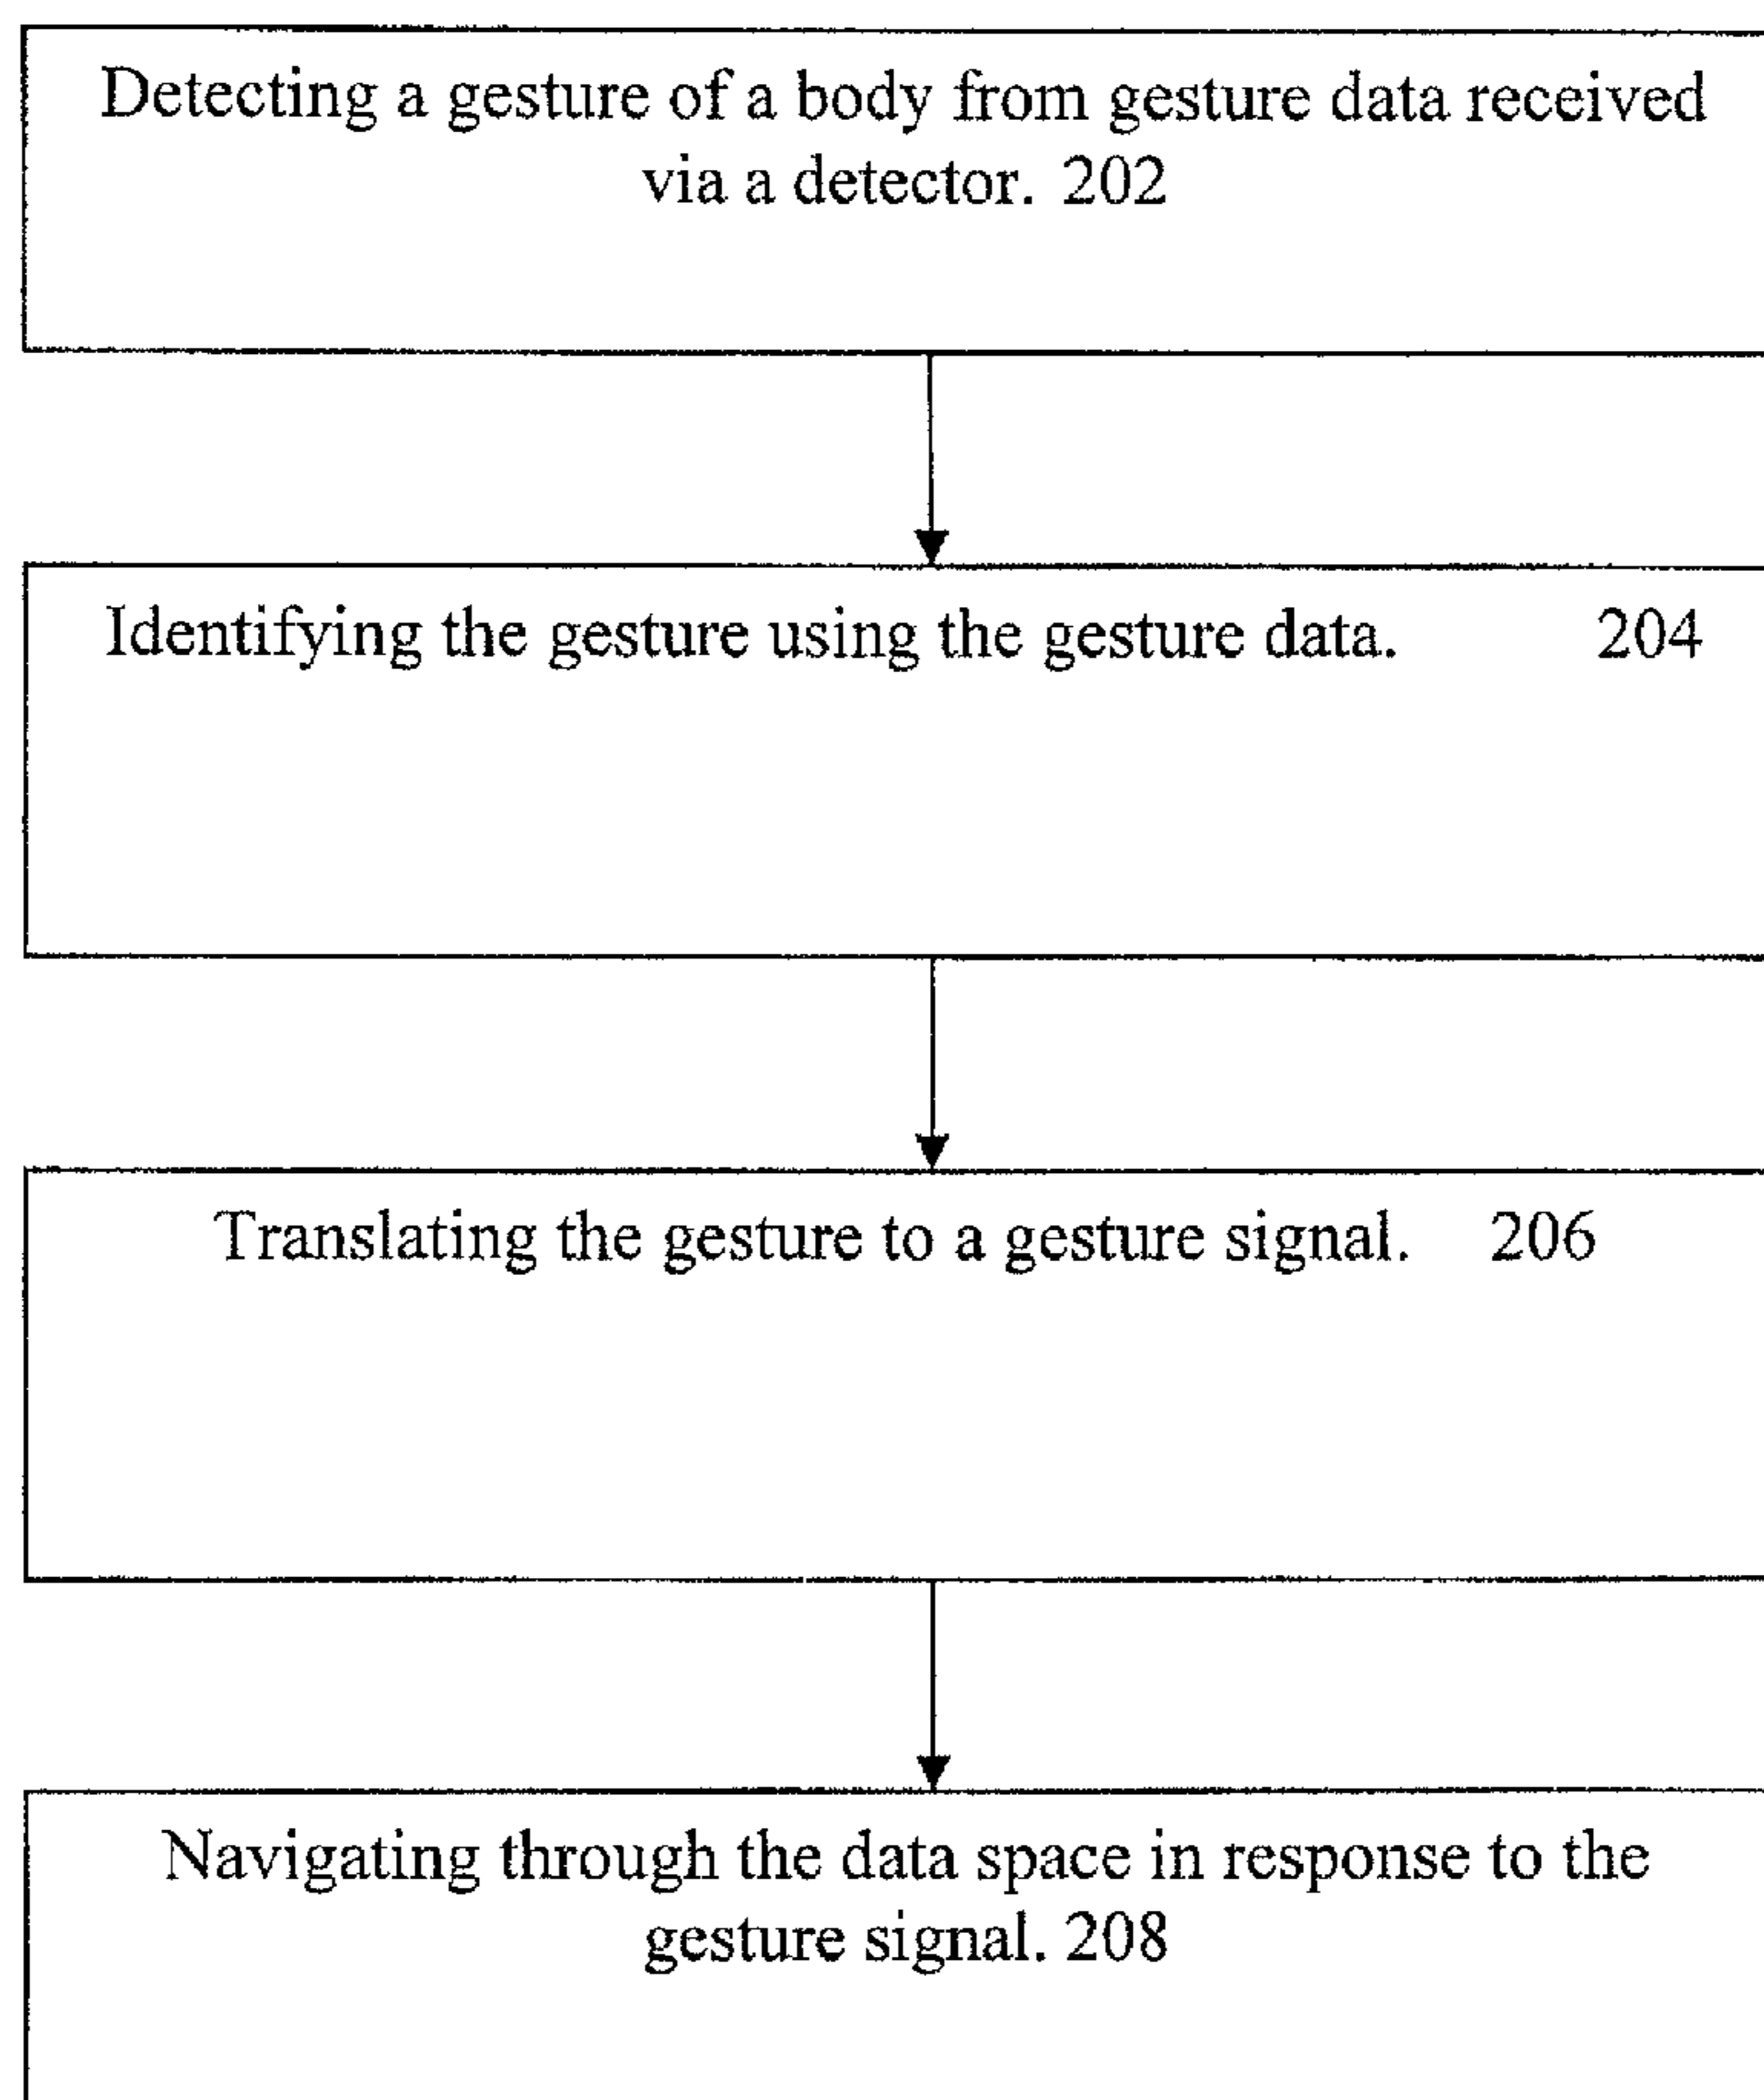 Detecting a gesture of a body from gesture data received
via a detector. 202
Identifying the gesture using the gesture data. 204
Translating the gesture to a gesture signal. 206
Navigating through the data space in response to the
gesture signal. 208